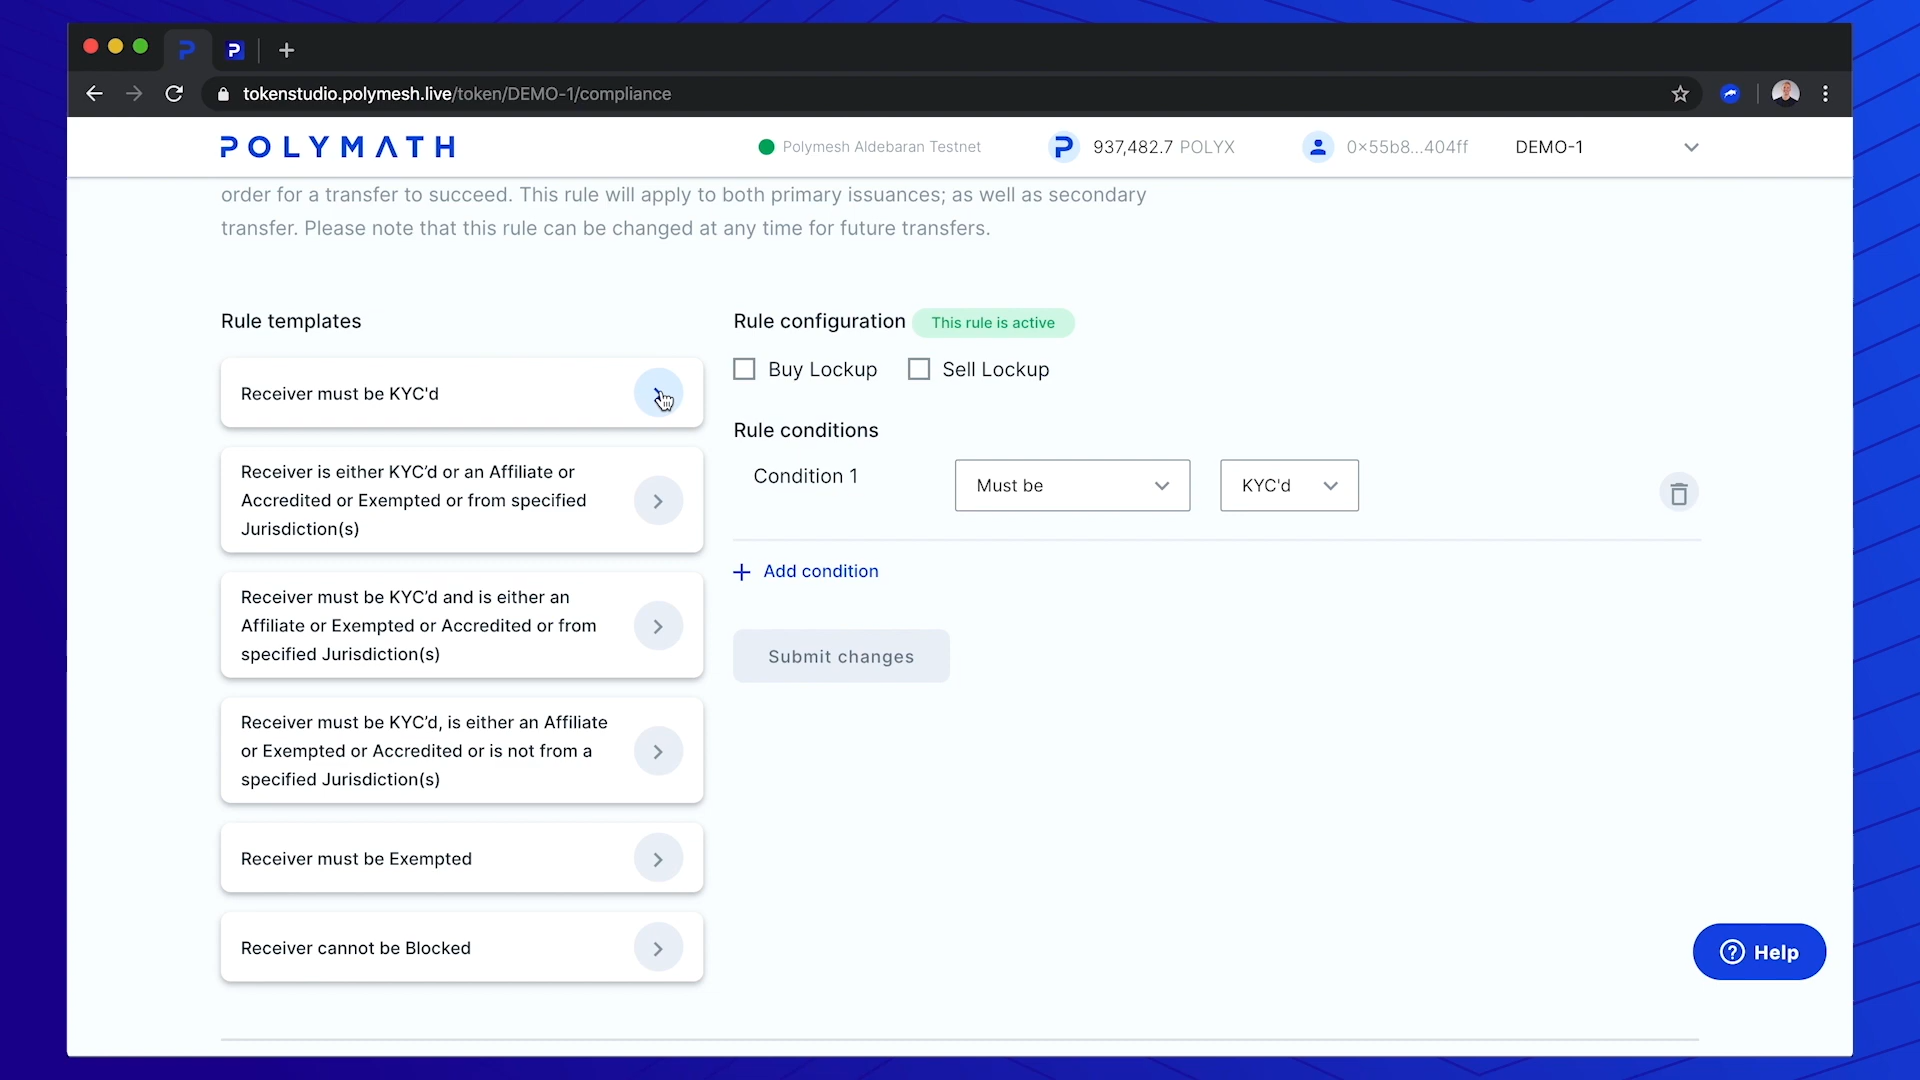 tokenstudio.polymesh.live/token/DEMO-1/compliance
POLYMATH
Polymesh Aldebaran Testnet
937,482.7 POLYX
0x55b8...404ff
DEMO-1
order for a transfer to succeed. This rule will apply to both primary issuances; as well as secondary
transfer. Please note that this rule can be changed at any time for future transfers.
Rule templates
Receiver must be KYC'd
Receiver is either KYC’d or an Affiliate or
Accredited or Exempted or from specified
Jurisdiction(s)
Receiver must be KYC’d and is either an
Affiliate or Exempted or Accredited or from
specified Jurisdiction(s)
Receiver must be KYC’d, is either an Affiliate
or Exempted or Accredited or is not from a
specified Jurisdiction(s)
Receiver must be Exempted
Receiver cannot be Blocked
Rule configuration
This rule is active
Buy Lockup
Sell Lockup
Rule conditions
Condition 1
Must be
KYC'd
+ Add condition
Submit changes
? Help